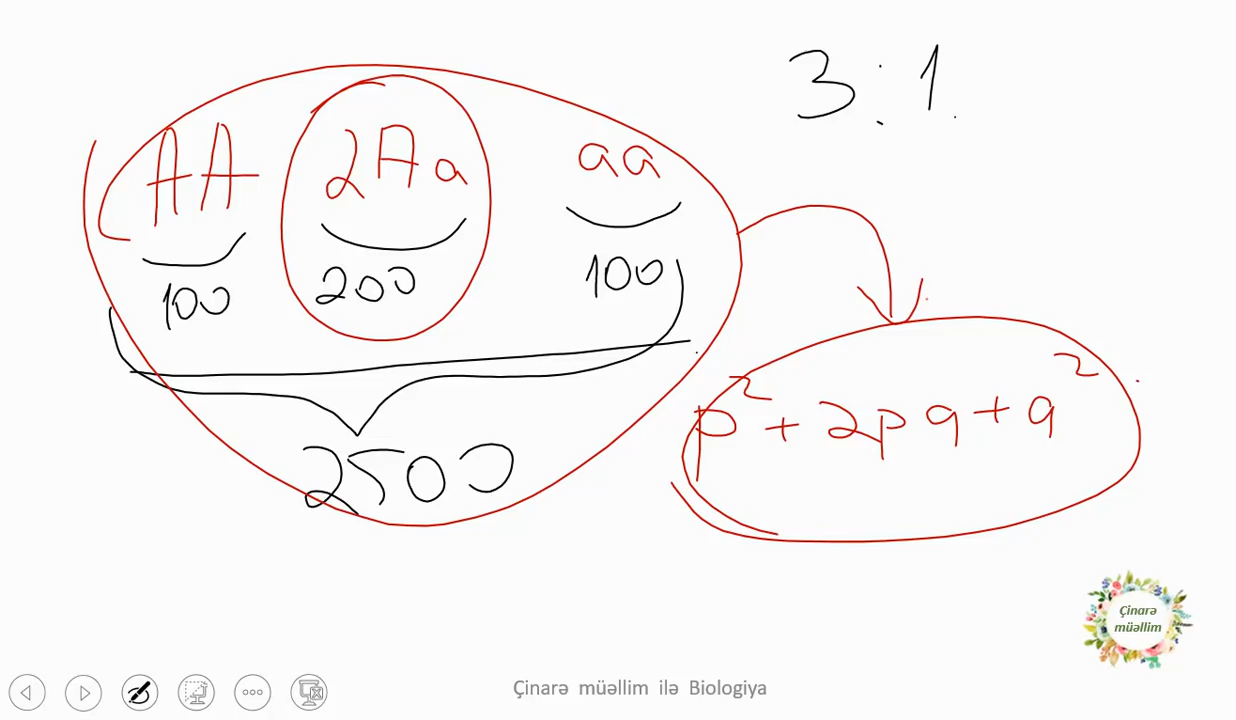 3:1
AA 2Aa aa
100 200 100
2500
p² + 2pq + q²
Çinarə
müəllim
Çinarə müəllim ilə Biologiya